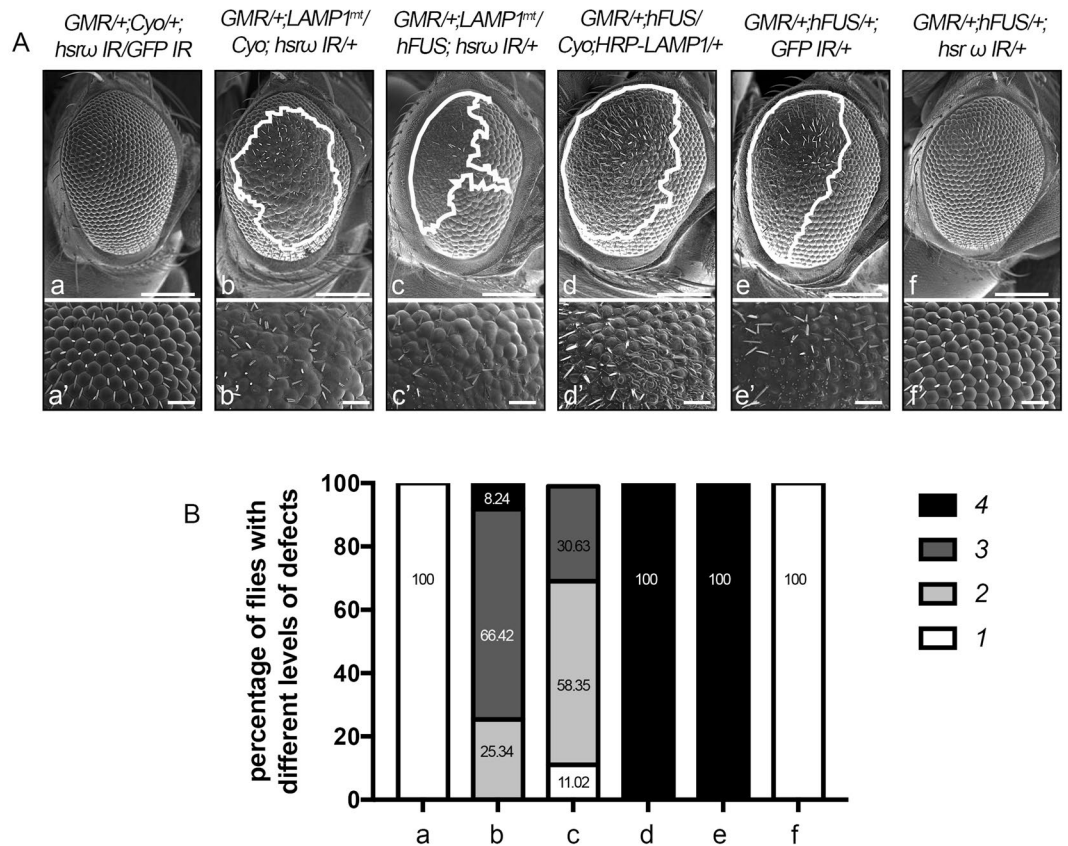 A
GMR/+;Cyo/+;
hsrω IR/GFP IR
GMR/+;LAMP1mt/
Cyo; hsrω IR/+
GMR/+;LAMP1mt/
hFUS; hsrω IR/+
GMR/+;hFUS/
Cyo;HRP-LAMP1/+
GMR/+;hFUS/+;
GFP IR/+
GMR/+;hFUS/+;
hsr ω IR/+
a
b
c
d
e
f
a'
b'
c'
d'
e'
f'
B
percentage of flies with
different levels of defects
100
80
60
40
20
0
100
8.24
66.42
25.34
30.63
58.35
11.02
100
100
100
a
b
c
d
e
f
4
3
2
1